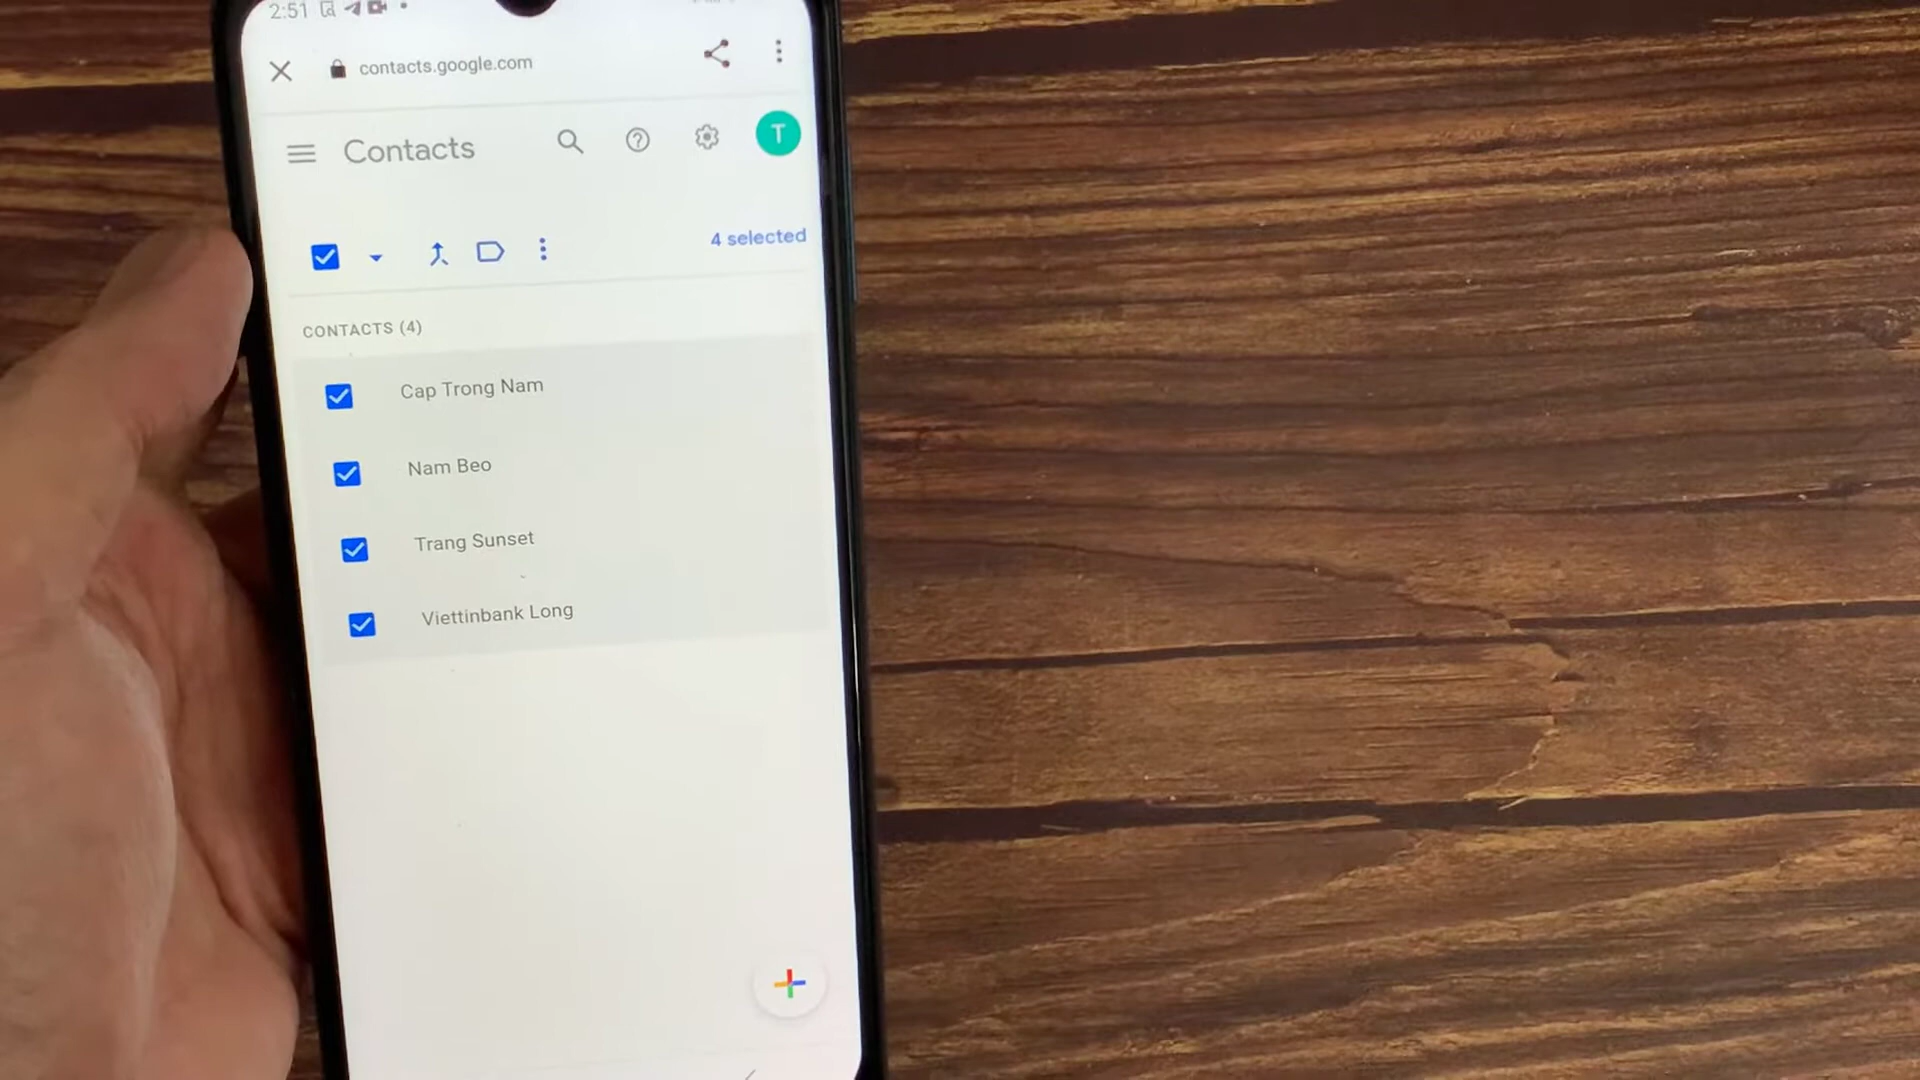 2:51
contacts.google.com
Contacts
T
4 selected
CONTACTS (4)
Cap Trong Nam
Nam Beo
Trang Sunset
Viettinbank Long